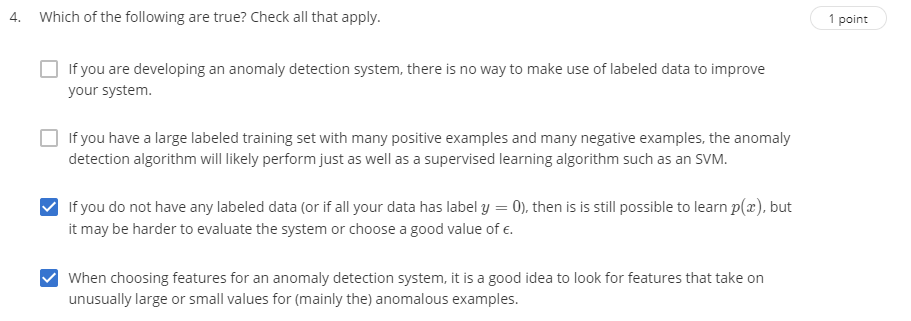 4. Which of the following are true? Check all that apply.
1 point
If you are developing an anomaly detection system, there is no way to make use of labeled data to improve
your system.
If you have a large labeled training set with many positive examples and many negative examples, the anomaly
detection algorithm will likely perform just as well as a supervised learning algorithm such as an SVM.
If you do not have any labeled data (or if all your data has label y = 0), then is is still possible to learn p(x), but
it may be harder to evaluate the system or choose a good value of ϵ.
When choosing features for an anomaly detection system, it is a good idea to look for features that take on
unusually large or small values for (mainly the) anomalous examples.